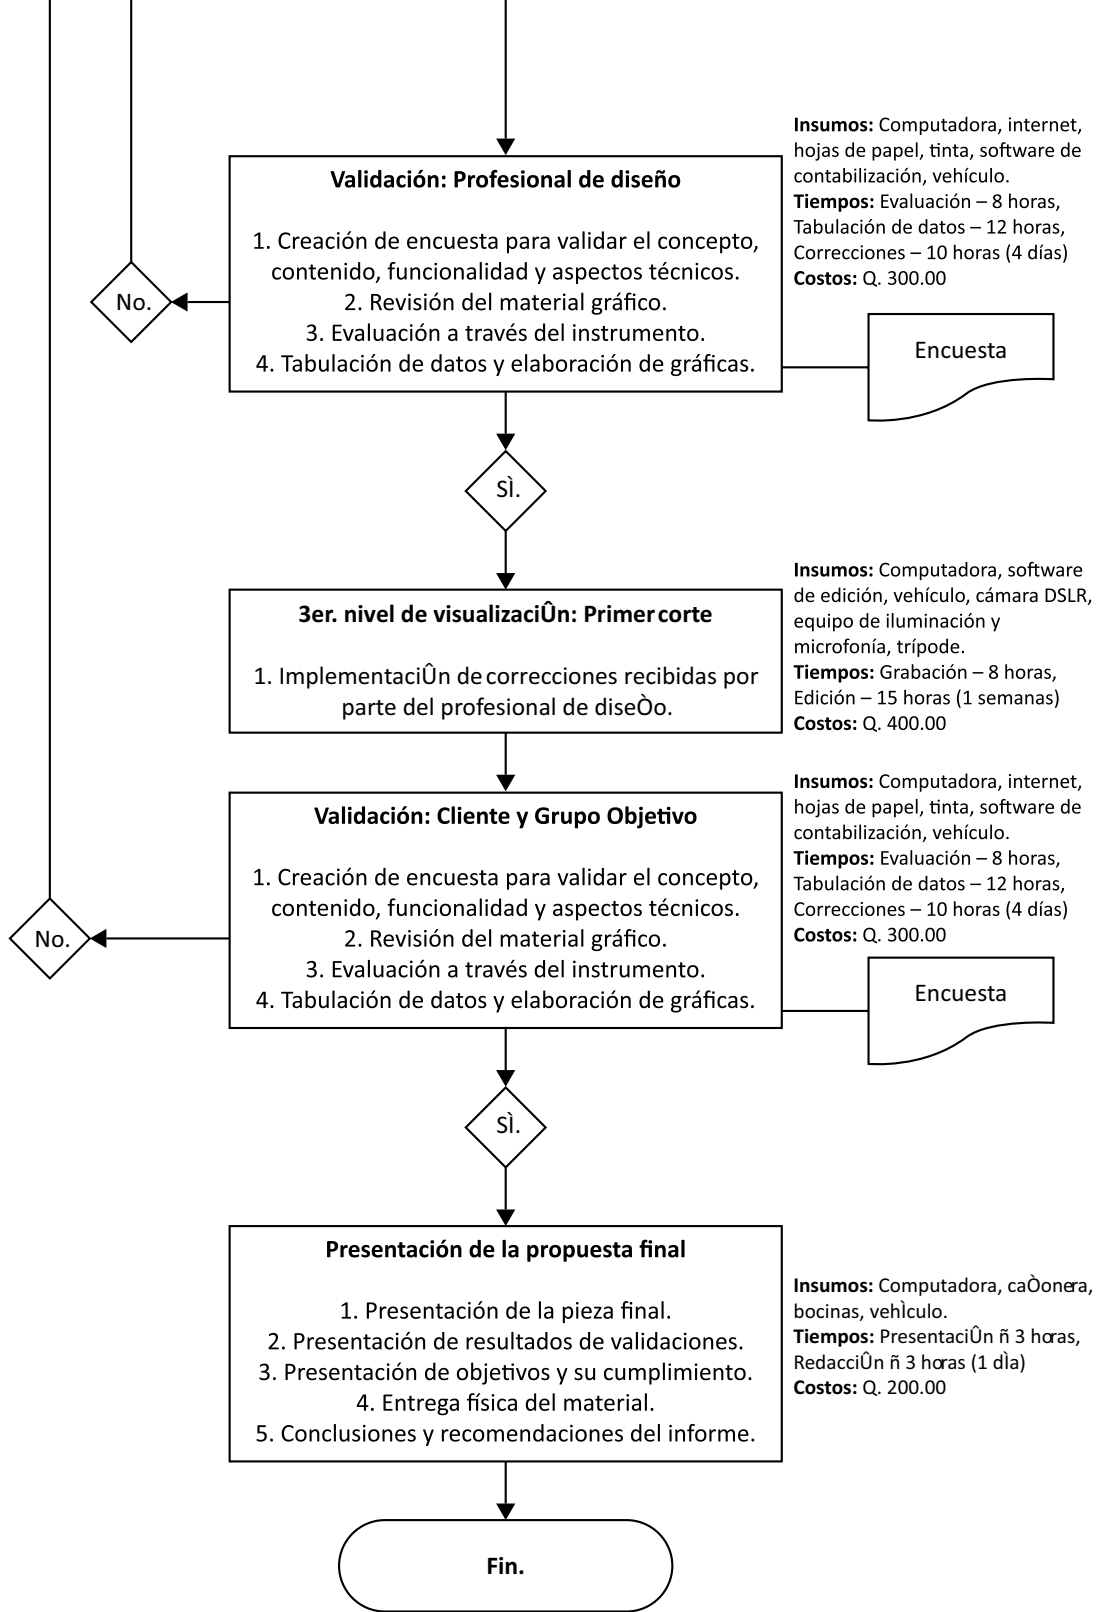 Validación: Profesional de diseño
1. Creación de encuesta para validar el concepto,
contenido, funcionalidad y aspectos técnicos.
2. Revisión del material gráfico.
3. Evaluación a través del instrumento.
4. Tabulación de datos y elaboración de gráficas.
Insumos: Computadora, internet,
hojas de papel, tinta, software de
contabilización, vehículo.
Tiempos: Evaluación – 8 horas,
Tabulación de datos – 12 horas,
Correcciones – 10 horas (4 días)
Costos: Q. 300.00
No.
Encuesta
SÌ.
3er. nivel de visualizaciÛn: Primer corte
1. ImplementaciÛn de correcciones recibidas por
parte del profesional de diseÒo.
Insumos: Computadora, software
de edición, vehículo, cámara DSLR,
equipo de iluminación y
microfonía, trípode.
Tiempos: Grabación – 8 horas,
Edición – 15 horas (1 semanas)
Costos: Q. 400.00
Validación: Cliente y Grupo Objetivo
1. Creación de encuesta para validar el concepto,
contenido, funcionalidad y aspectos técnicos.
2. Revisión del material gráfico.
3. Evaluación a través del instrumento.
4. Tabulación de datos y elaboración de gráficas.
Insumos: Computadora, internet,
hojas de papel, tinta, software de
contabilización, vehículo.
Tiempos: Evaluación – 8 horas,
Tabulación de datos – 12 horas,
Correcciones – 10 horas (4 días)
Costos: Q. 300.00
No.
Encuesta
SÌ.
Presentación de la propuesta final
1. Presentación de la pieza final.
2. Presentación de resultados de validaciones.
3. Presentación de objetivos y su cumplimiento.
4. Entrega física del material.
5. Conclusiones y recomendaciones del informe.
Insumos: Computadora, caÒonera,
bocinas, vehÌculo.
Tiempos: PresentaciÛn ñ 3 horas,
RedacciÛn ñ 3 horas (1 dÌa)
Costos: Q. 200.00
Fin.